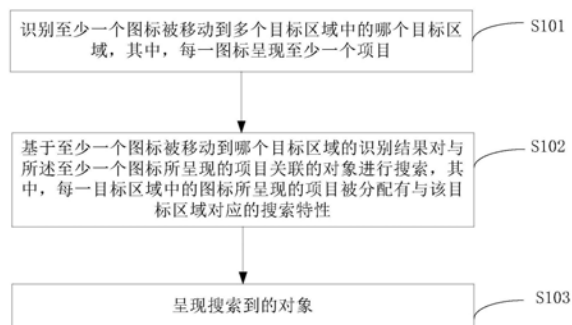 识别至少一个图标被移动到多个目标区域中的哪个目标区
域，其中，每一图标呈现至少一个项目
S101
基于至少一个图标被移动到哪个目标区域的识别结果对与
所述至少一个图标所呈现的项目关联的对象进行搜索，其
中，每一目标区域中的图标所呈现的项目被分配有与该目
标区域对应的搜索特性
S102
呈现搜索到的对象
S103